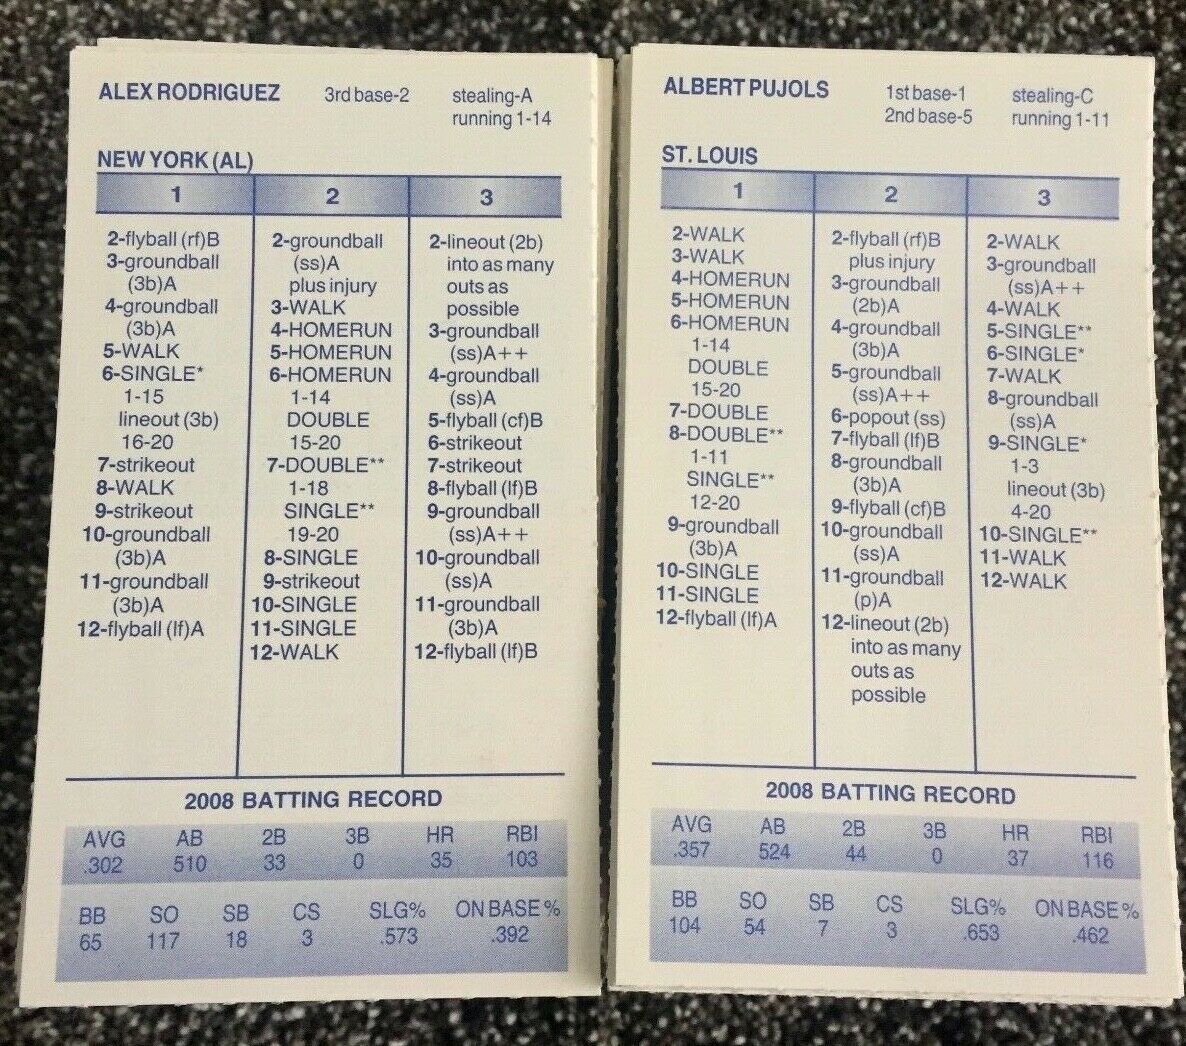 ALEX RODRIGUEZ 3rd base-2 stealing-A
running 1-14
NEW YORK (AL)
1 2 3
2-flyball (rf)B
3-groundball
(3b)A
4-groundball
(3b)A
5-WALK
6-SINGLE*
1-15
lineout (3b)
16-20
7-strikeout
8-WALK
9-strikeout
10-groundball
(3b)A
11-groundball
(3b)A
12-flyball (lf)A
2-groundball
(ss)A
plus injury
3-WALK
4-HOMERUN
5-HOMERUN
6-HOMERUN
1-14
DOUBLE
15-20
7-DOUBLE**
1-18
SINGLE**
19-20
8-SINGLE
9-strikeout
10-SINGLE
11-SINGLE
12-WALK
2-lineout (2b)
into as many
outs as
possible
3-groundball
(ss)A++
4-groundball
(ss)A
5-flyball (cf)B
6-strikeout
7-strikeout
8-flyball (lf)B
9-groundball
(ss)A++
10-groundball
(ss)A
11-groundball
(3b)A
12-flyball (lf)B
2008 BATTING RECORD
AVG AB 2B 3B HR RBI
.302 510 33 0 35 103
BB SO SB CS SLG% ON BASE %
65 117 18 3 .573 .392
ALBERT PUJOLS 1st base-1 stealing-C
2nd base-5 running 1-11
ST. LOUIS
1 2 3
2-WALK
3-WALK
4-HOMERUN
5-HOMERUN
6-HOMERUN
1-14
DOUBLE
15-20
7-DOUBLE
8-DOUBLE**
1-11
SINGLE**
12-20
9-groundball
(3b)A
10-SINGLE
11-SINGLE
12-flyball (lf)A
2-flyball (rf)B
plus injury
3-groundball
(2b)A
4-groundball
(3b)A
5-groundball
(ss)A++
6-popout (ss)
7-flyball (lf)B
8-groundball
(3b)A
9-flyball (cf)B
10-groundball
(ss)A
11-groundball
(p)A
12-lineout (2b)
into as many
outs as
possible
2-WALK
3-groundball
(ss)A++
4-WALK
5-SINGLE**
6-SINGLE*
7-WALK
8-groundball
(ss)A
9-SINGLE*
1-3
lineout (3b)
4-20
10-SINGLE**
11-WALK
12-WALK
2008 BATTING RECORD
AVG AB 2B 3B HR RBI
.357 524 44 0 37 116
BB SO SB CS SLG% ON BASE %
104 54 7 3 .653 .462